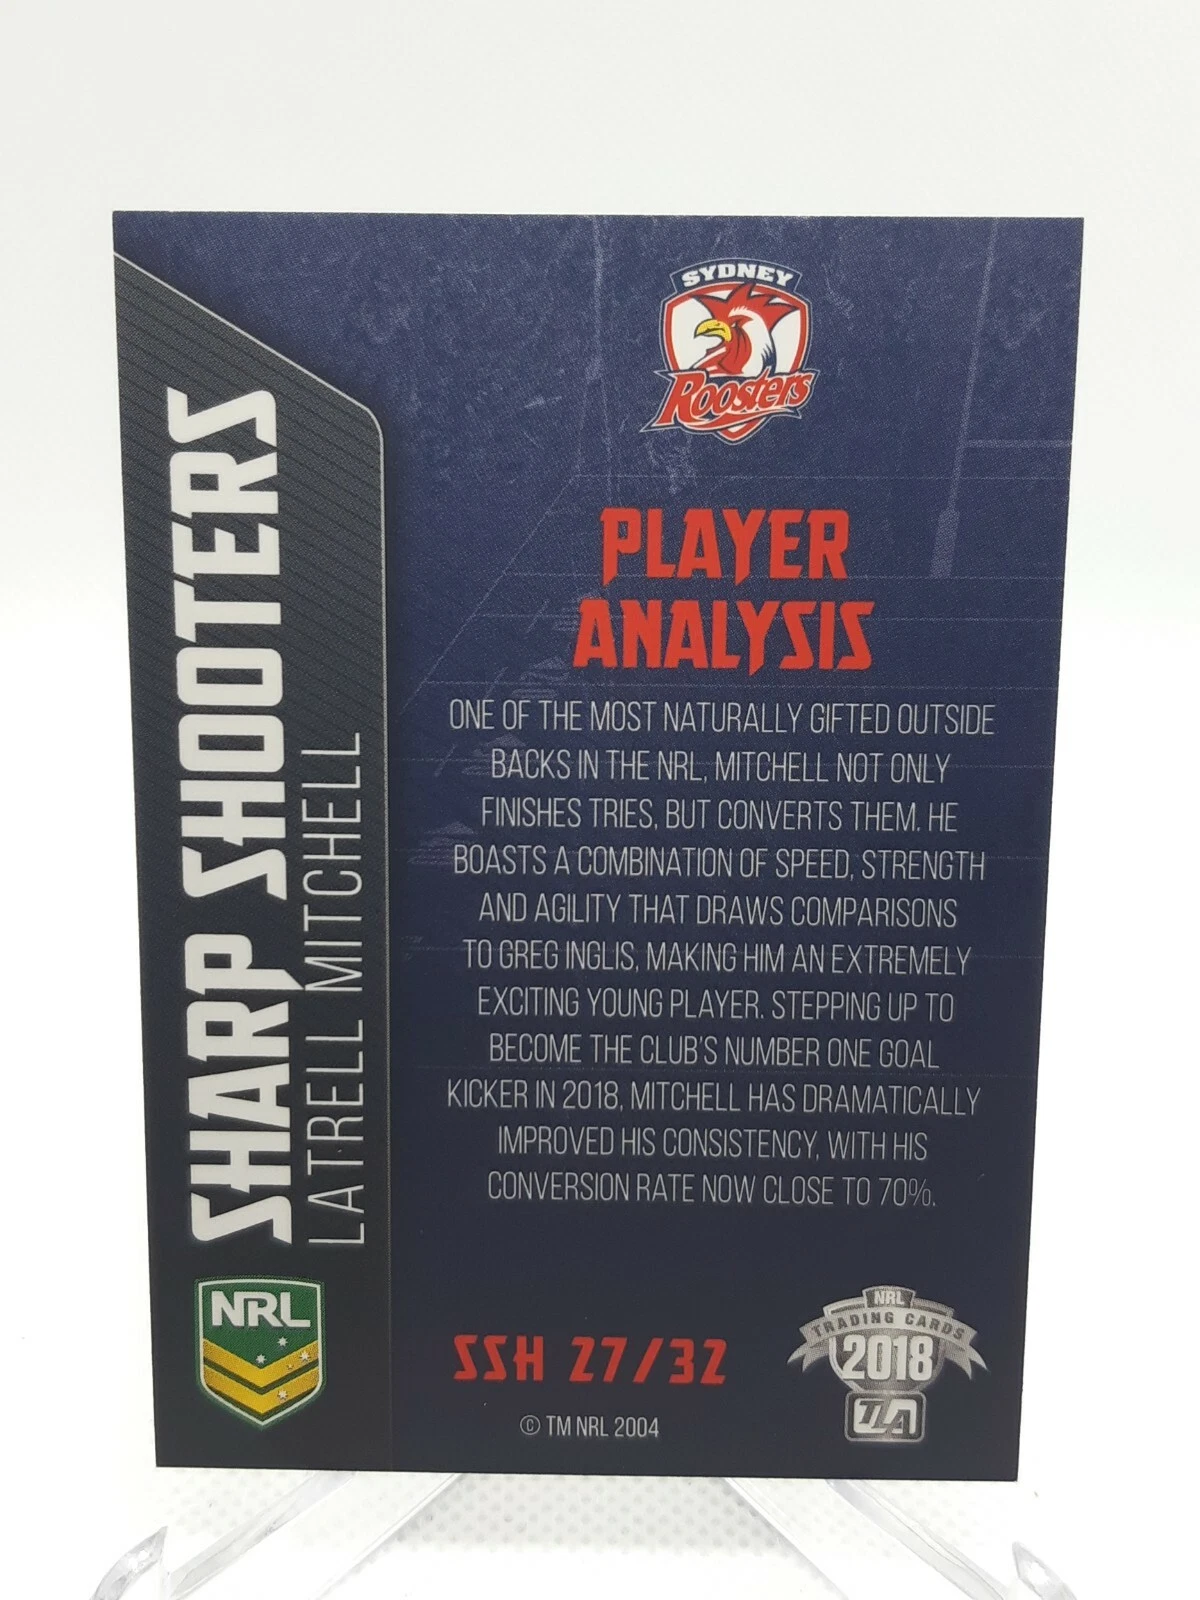 SYDNEY
Roosters
SHARP SHOOTERS
LATRELL MITCHELL
PLAYER
ANALYSIS
ONE OF THE MOST NATURALLY GIFTED OUTSIDE
BACKS IN THE NRL, MITCHELL NOT ONLY
FINISHES TRIES, BUT CONVERTS THEM. HE
BOASTS A COMBINATION OF SPEED, STRENGTH
AND AGILITY THAT DRAWS COMPARISONS
TO GREG INGLIS, MAKING HIM AN EXTREMELY
EXCITING YOUNG PLAYER. STEPPING UP TO
BECOME THE CLUB'S NUMBER ONE GOAL
KICKER IN 2018, MITCHELL HAS DRAMATICALLY
IMPROVED HIS CONSISTENCY, WITH HIS
CONVERSION RATE NOW CLOSE TO 70%.
NRL
SSH 27/32
© TM NRL 2004
NRL
TRADING CARDS
2018
TLA